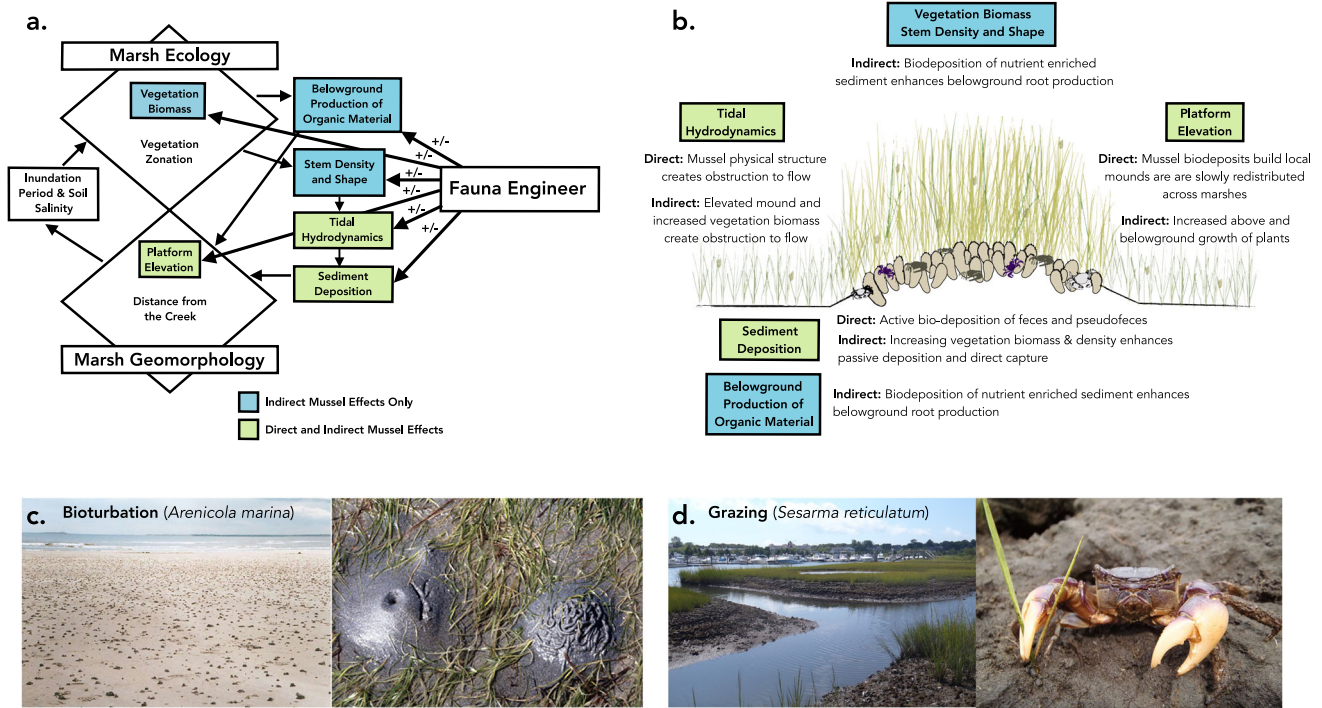 a.
Marsh Ecology
Vegetation
Biomass
Vegetation
Zonation
Belowground
Production of
Organic Material
Stem Density
and Shape
Inundation
Period & Soil
Salinity
Fauna Engineer
+/-
+/-
+/-
+/-
+/-
+/-
Tidal
Hydrodynamics
Platform
Elevation
Sediment
Deposition
Distance from
the Creek
Marsh Geomorphology
Indirect Mussel Effects Only
Direct and Indirect Mussel Effects
b.
Vegetation Biomass
Stem Density and Shape
Indirect: Biodeposition of nutrient enriched
sediment enhances belowground root production
Tidal
Hydrodynamics
Direct: Mussel physical structure
creates obstruction to flow
Indirect: Elevated mound and
increased vegetation biomass
create obstruction to flow
Platform
Elevation
Direct: Mussel biodeposits build local
mounds are are slowly redistributed
across marshes
Indirect: Increased above and
belowground growth of plants
Sediment
Deposition
Direct: Active bio-deposition of feces and pseudofeces
Indirect: Increasing vegetation biomass & density enhances
passive deposition and direct capture
Belowground
Production of
Organic Material
Indirect: Biodeposition of nutrient enriched sediment enhances
belowground root production
c. Bioturbation (Arenicola marina)
d. Grazing (Sesarma reticulatum)